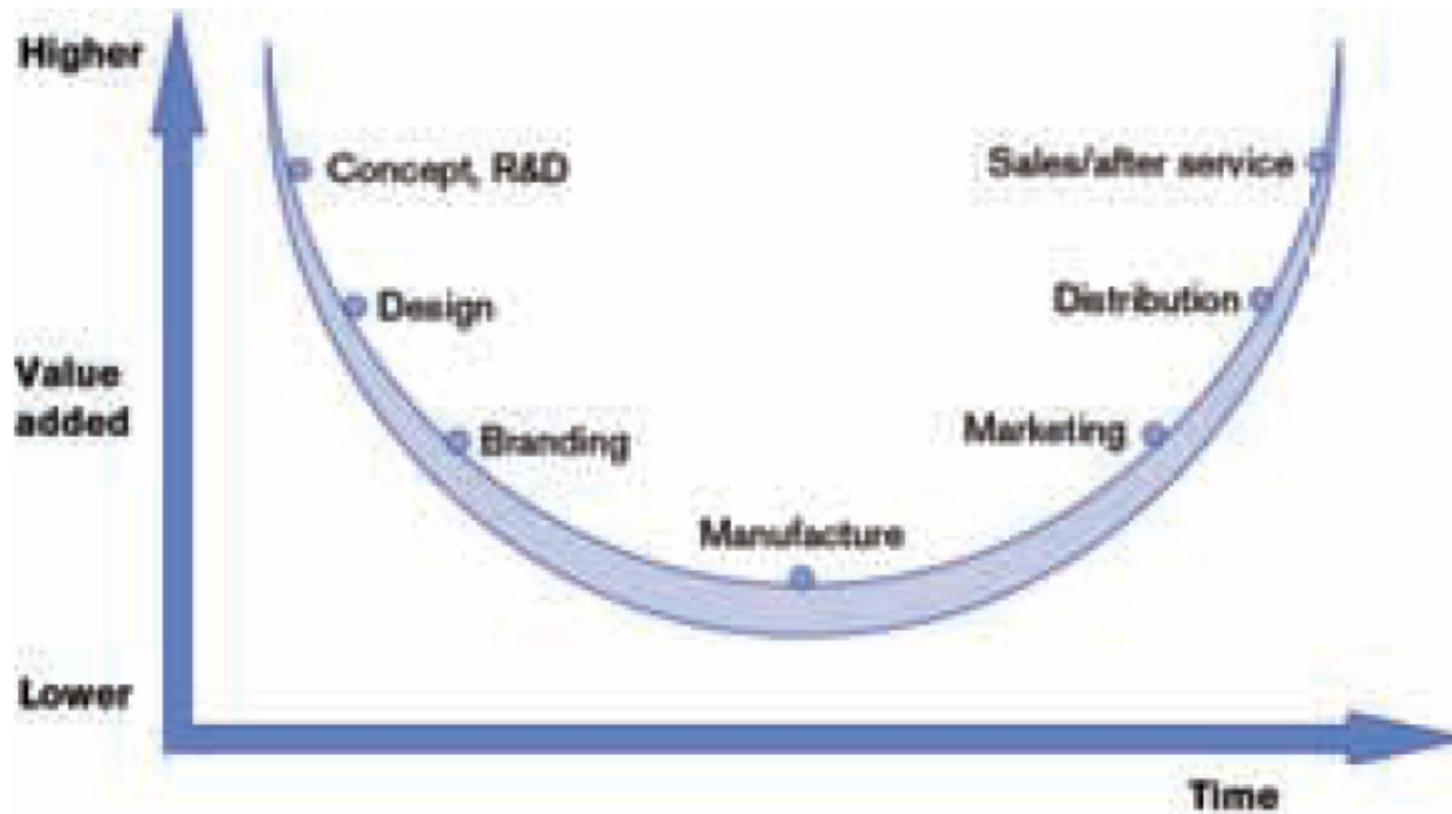 Higher
Concept, R&D
Sales/after service
Design
Distribution
Value
added
Branding
Marketing
Manufacture
Lower
Time